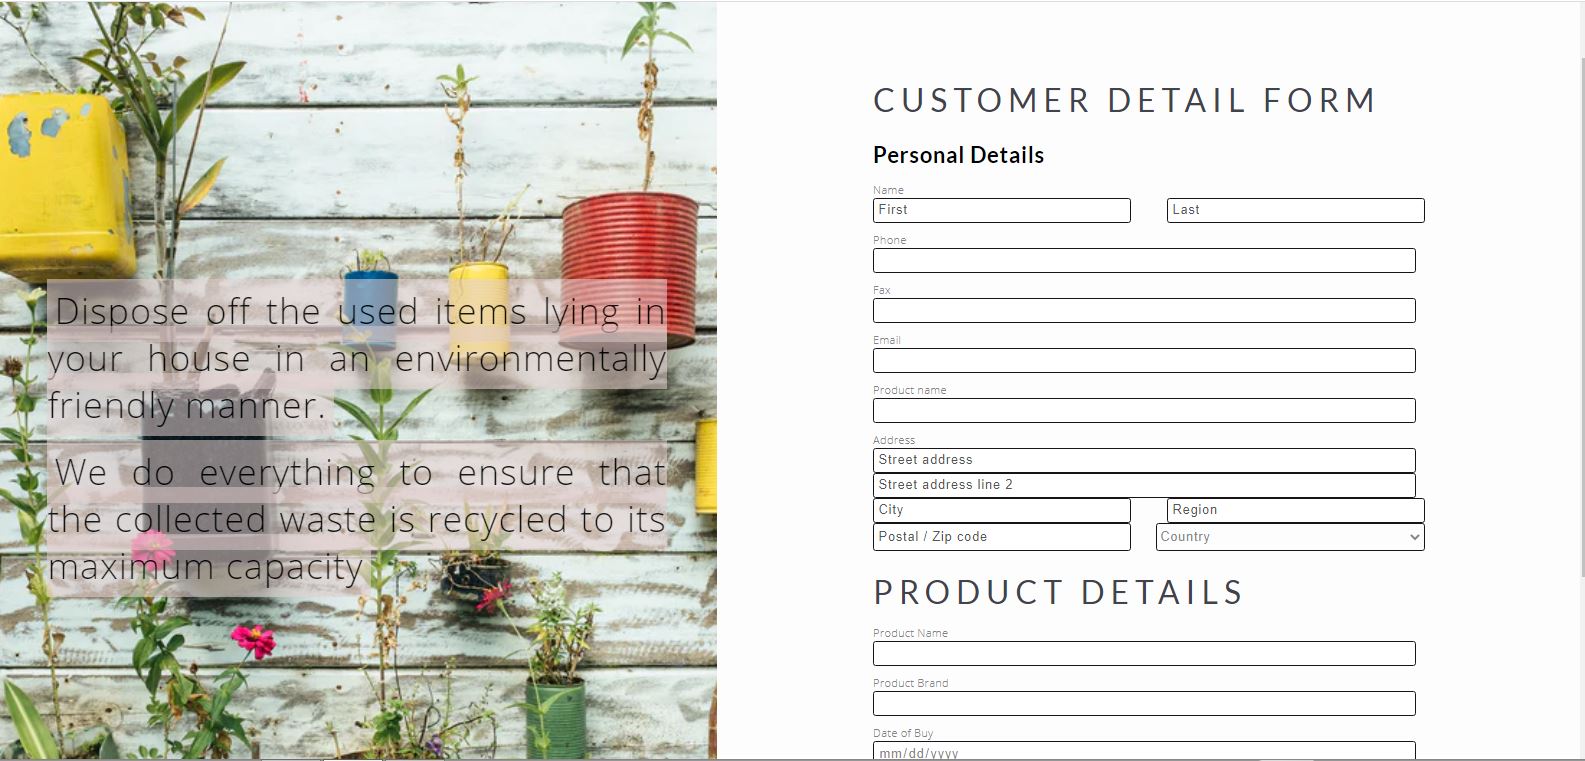 Dispose off the used items lying in
your house in an environmentally
friendly manner.
We do everything to ensure that
the collected waste is recycled to its
maximum capacity
CUSTOMER DETAIL FORM
Personal Details
Name
First Last
Phone
Fax
Email
Product name
Address
Street address
Street address line 2
City Region
Postal / Zip code Country
PRODUCT DETAILS
Product Name
Product Brand
Date of Buy
mm/dd/yyyy